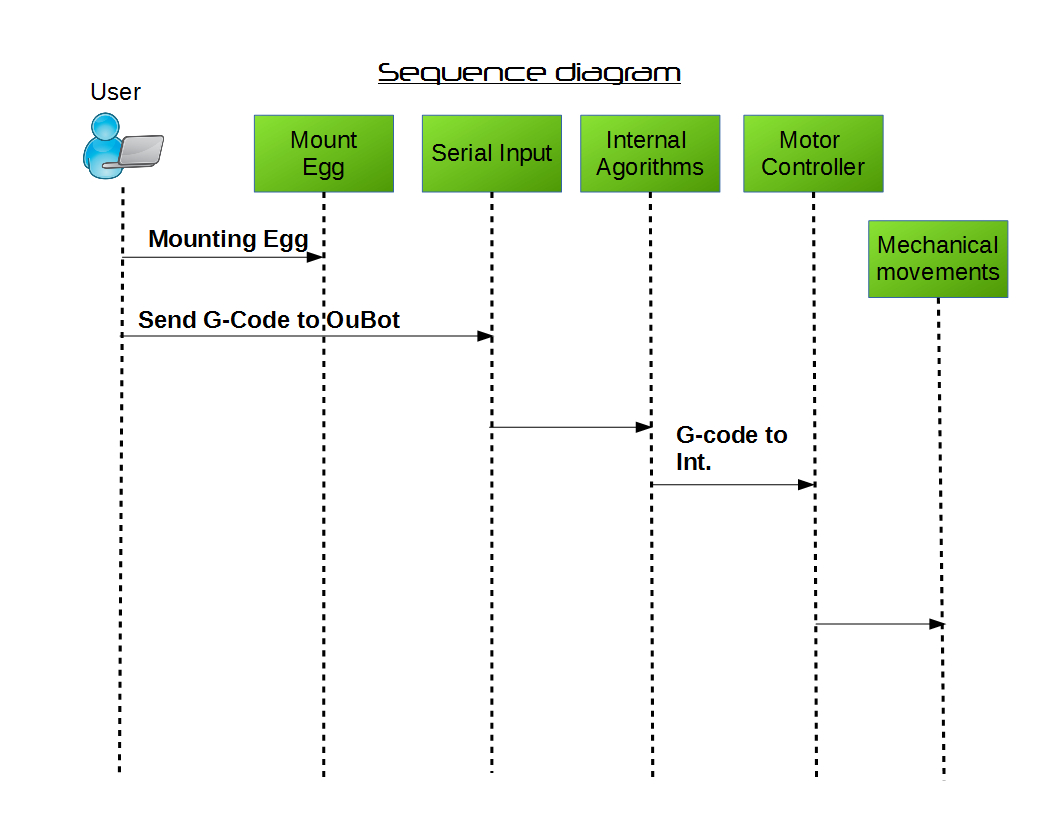 Sequence diagram
User
Mount
Egg
Serial Input
Internal
Agorithms
Motor
Controller
Mechanical
movements
Mounting Egg
Send G-Code to OuBot
G-code to
Int.